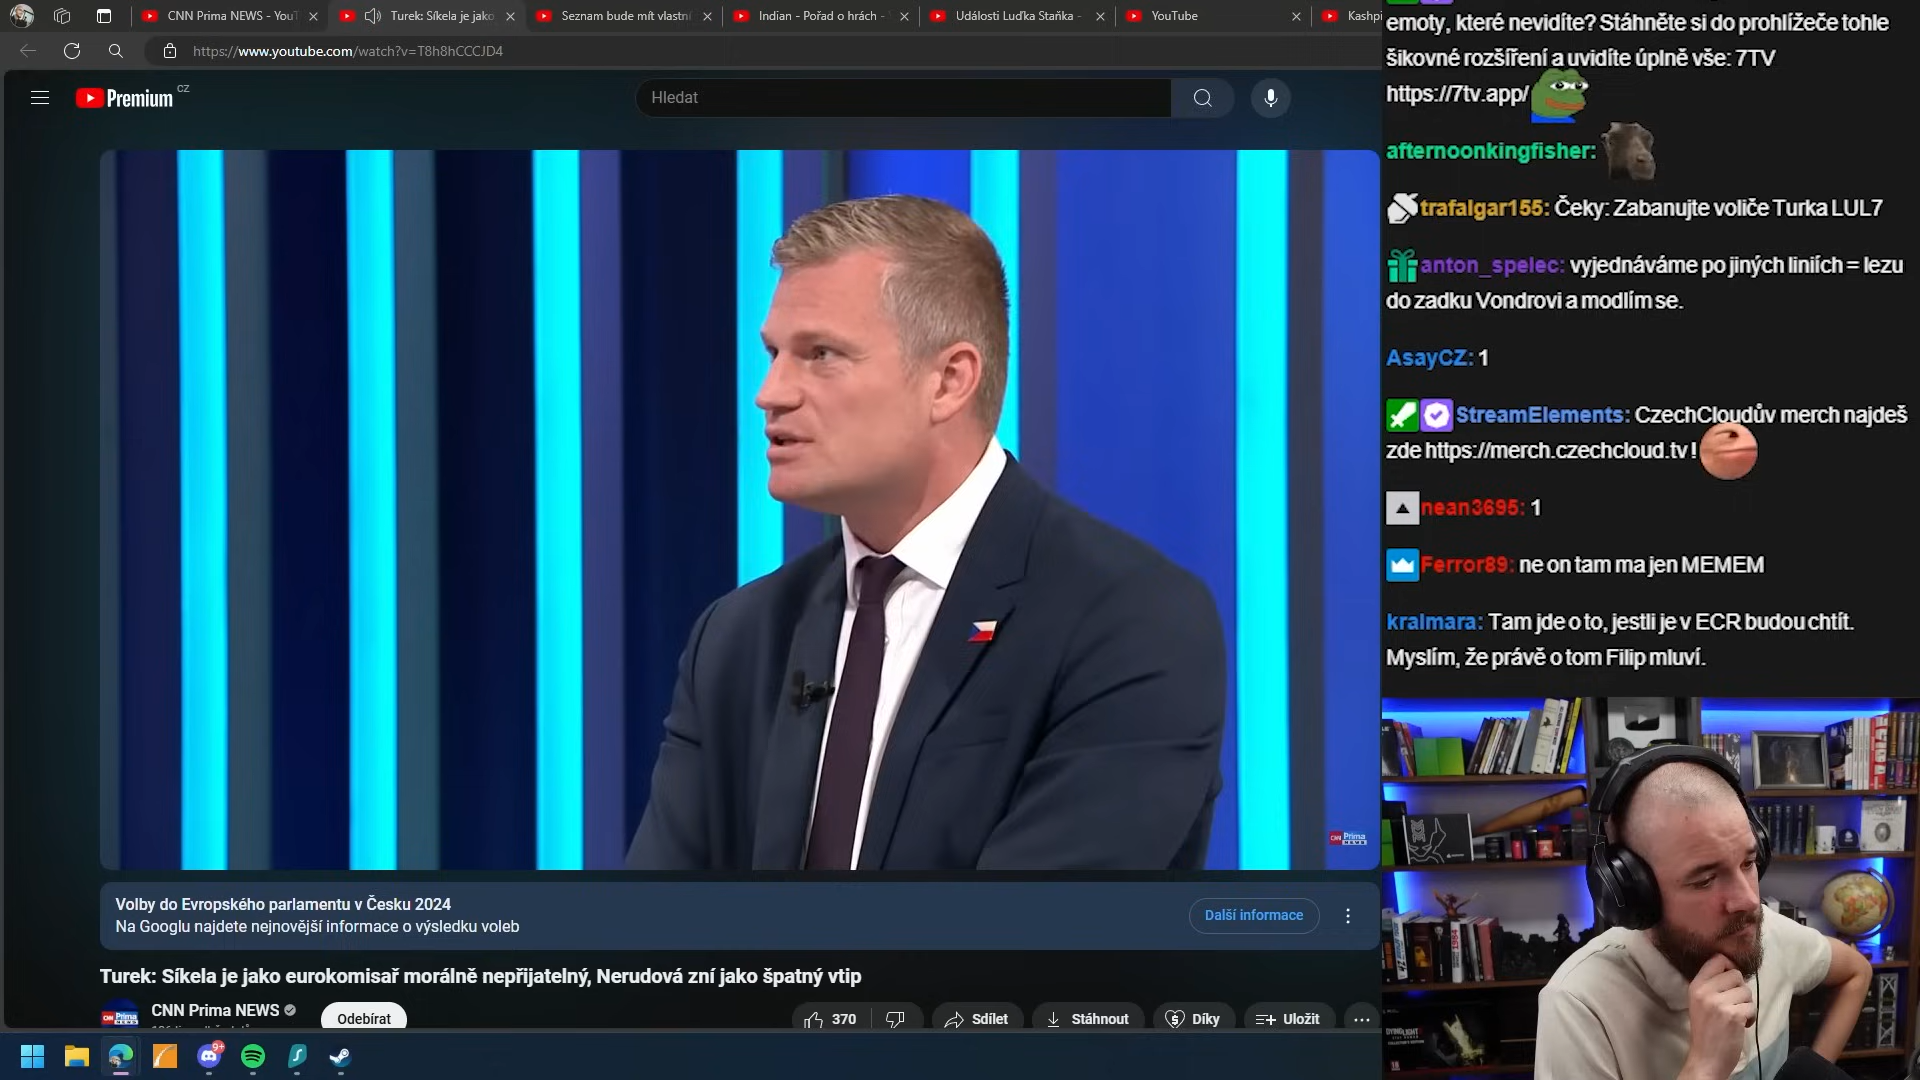 CNN Prima NEWS - YouT
Turek: Síkela je jako
Seznam bude mít vlastní
Indian - Pořad o hrách -
Události Luďka Staňka -
YouTube
Kashpi
https://www.youtube.com/watch?v=T8h8hCCCJD4
Premium CZ
Hledat
CNN Prima NEWS
Volby do Evropského parlamentu v Česku 2024
Na Googlu najdete nejnovější informace o výsledku voleb
Další informace
Turek: Síkela je jako eurokomisař morálně nepřijatelný, Nerudová zní jako špatný vtip
CNN Prima NEWS
Odebírat
370
Sdílet
Stáhnout
Díky
Uložit
9+
emoty, které nevidíte? Stáhněte si do prohlížeče tohle
šikovné rozšíření a uvidíte úplně vše: 7TV
https://7tv.app/
afternoonkingfisher:
trafalgar155: Čeky: Zabanujte voliče Turka LUL7
anton_spelec: vyjednáváme po jiných liniích = lezu
do zadku Vondrovi a modlím se.
AsayCZ: 1
StreamElements: CzechCloudův merch najdeš
zde https://merch.czechcloud.tv !
nean3695: 1
Ferror89: ne on tam ma jen MEMEM
kralmara: Tam jde o to, jestli je v ECR budou chtít.
Myslím, že právě o tom Filip mluví.
1984